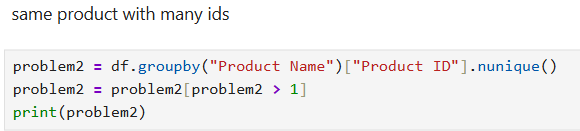 same product with many ids
problem2 = df.groupby("Product Name")["Product ID"].nunique()
problem2 = problem2[problem2 > 1]
print(problem2)